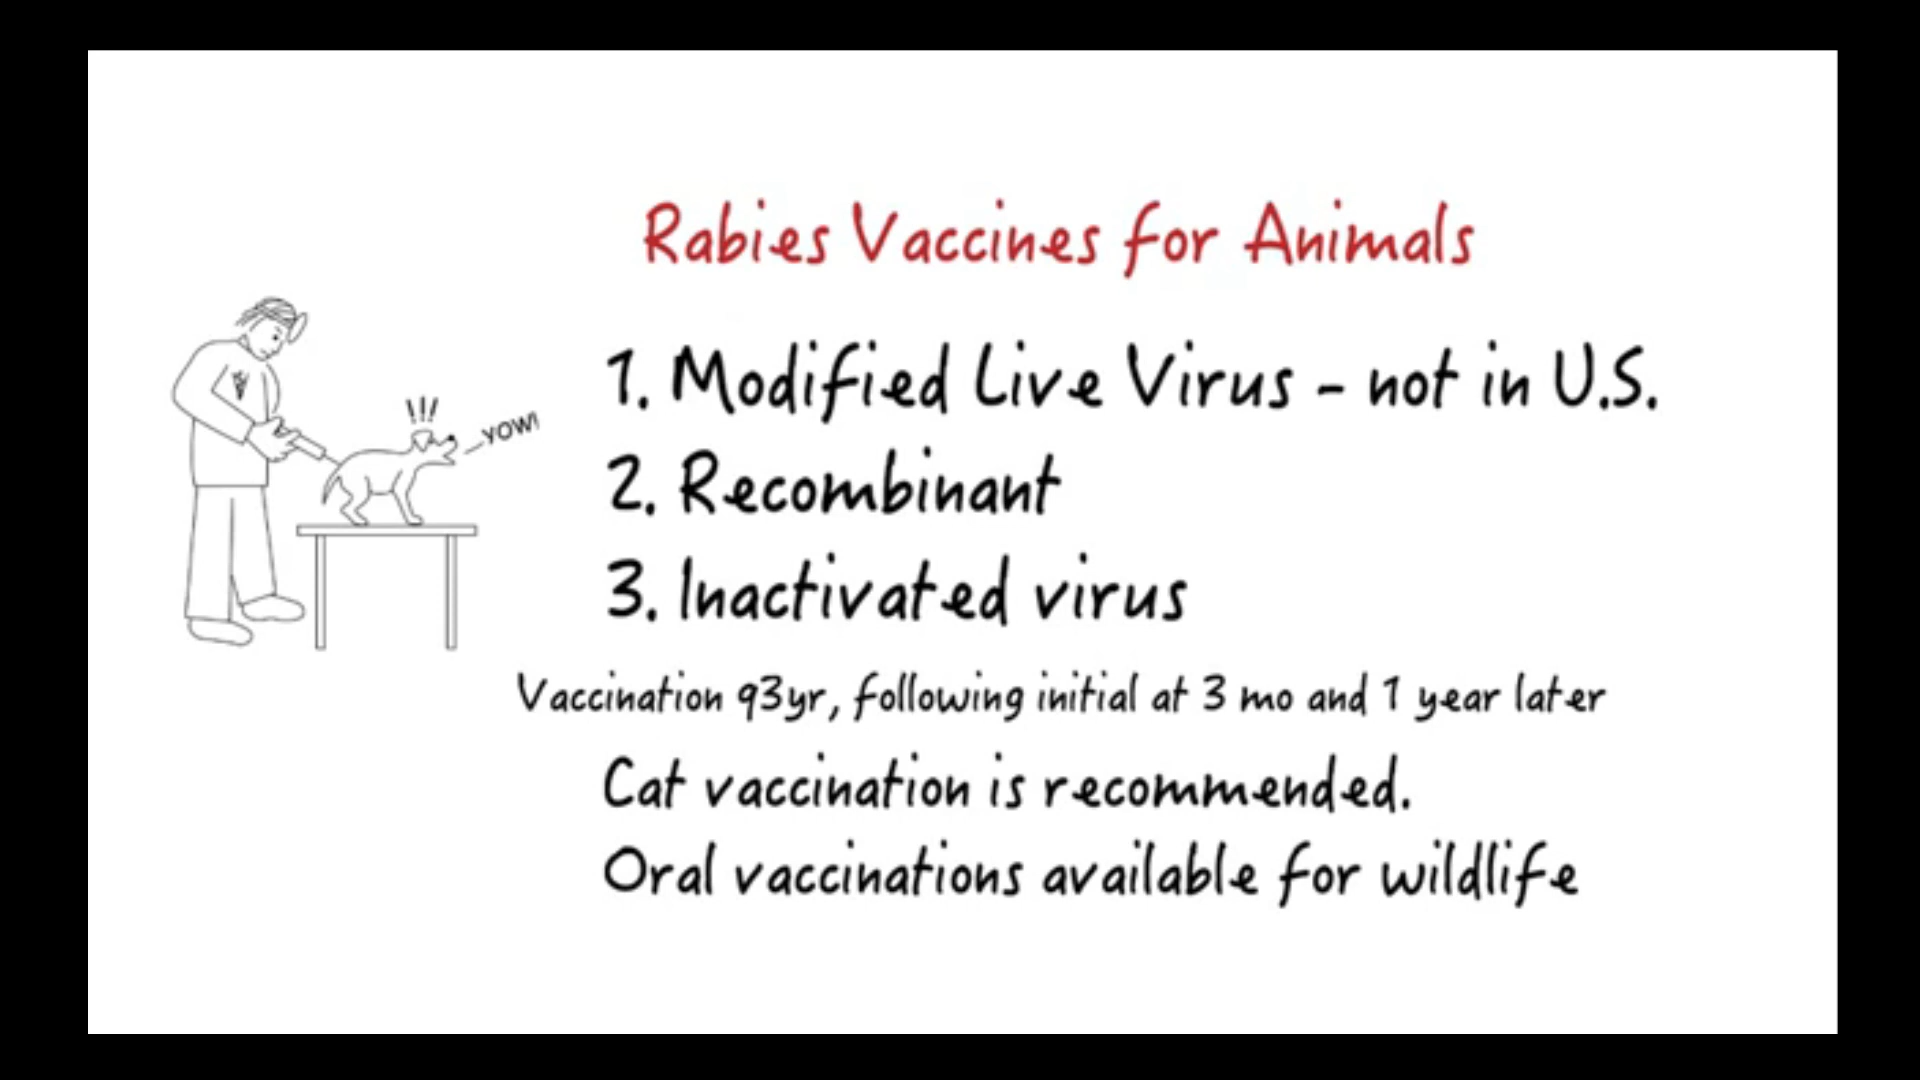 Rabies Vaccines for Animals
!!!
YOW!
1. Modified Live Virus - not in U.S.
2. Recombinant
3. Inactivated virus
Vaccination q3yr, following initial at 3 mo and 1 year later
Cat vaccination is recommended.
Oral vaccinations available for wildlife